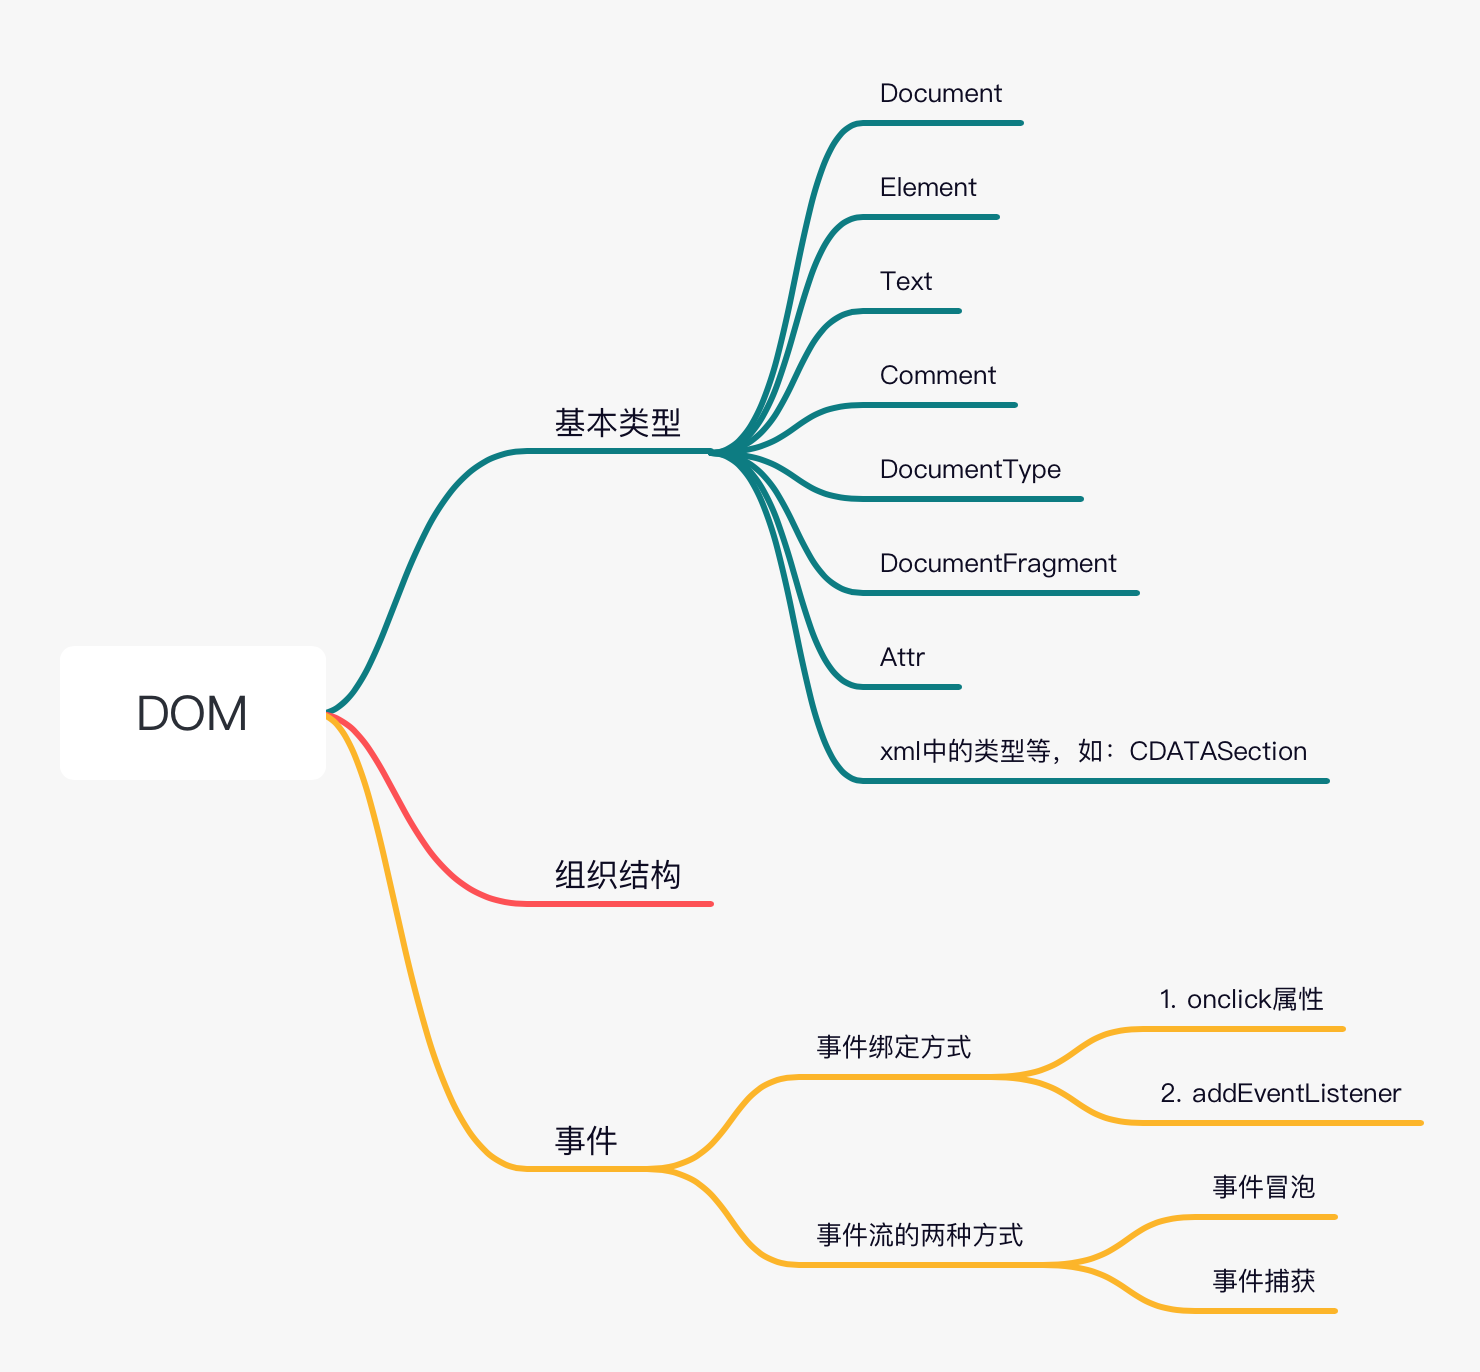 DOM
基本类型
Document
Element
Text
Comment
DocumentType
DocumentFragment
Attr
xml中的类型等，如：CDATASection
组织结构
事件
事件绑定方式
1. onclick属性
2. addEventListener
事件流的两种方式
事件冒泡
事件捕获